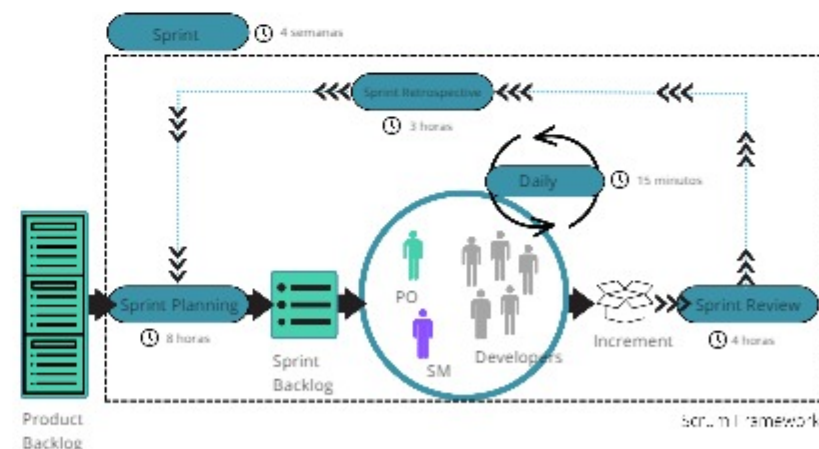 Sprint
4 semanas
Sprint Retrospective
3 horas
Daily
15 minutos
Sprint Planning
8 horas
PO
SM
Developers
Increment
Sprint Review
4 horas
Sprint
Backlog
Product
Backlog
Scrum Framework